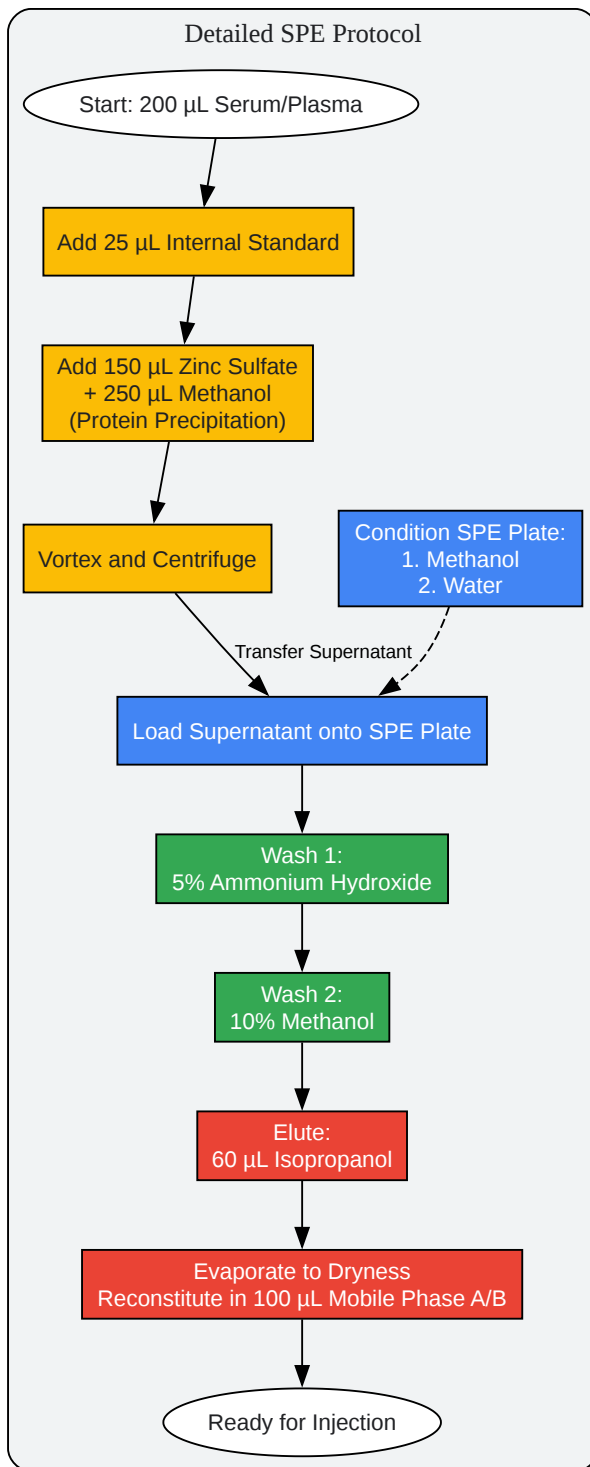 Detailed SPE Protocol
Start: 200 µL Serum/Plasma
Add 25 µL Internal Standard
Add 150 µL Zinc Sulfate
+ 250 µL Methanol
(Protein Precipitation)
Vortex and Centrifuge
Condition SPE Plate:
1. Methanol
2. Water
Transfer Supernatant
Load Supernatant onto SPE Plate
Wash 1:
5% Ammonium Hydroxide
Wash 2:
10% Methanol
Elute:
60 µL Isopropanol
Evaporate to Dryness
Reconstitute in 100 µL Mobile Phase A/B
Ready for Injection